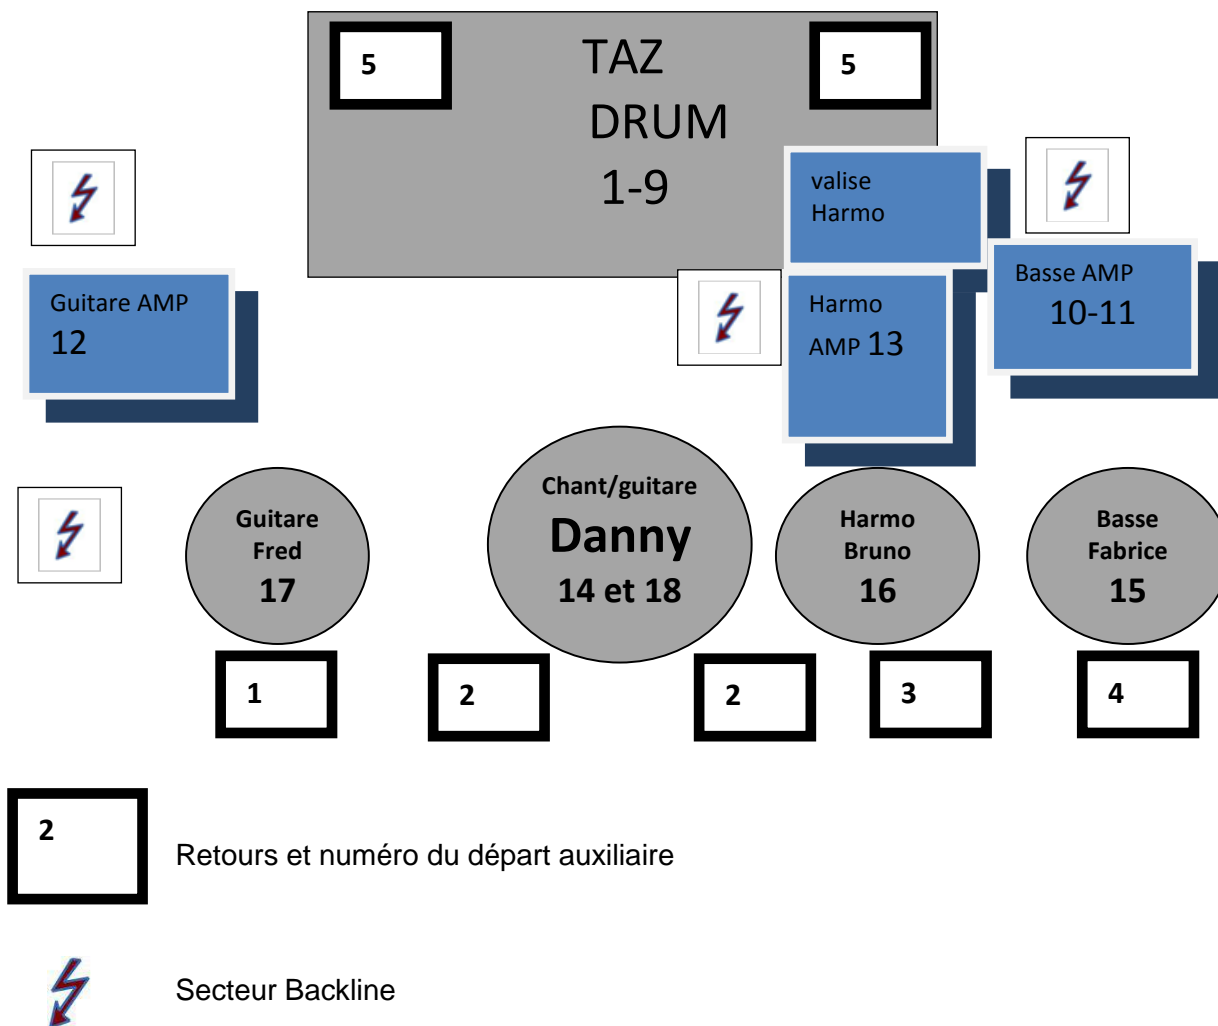 5
TAZ
DRUM
1-9
5
valise
Harmo
Guitare AMP
12
Harmo
AMP 13
Basse AMP
10-11
Guitare
Fred
17
Chant/guitare
Danny
14 et 18
Harmo
Bruno
16
Basse
Fabrice
15
1
2
2
3
4
2
Retours et numéro du départ auxiliaire
Secteur Backline